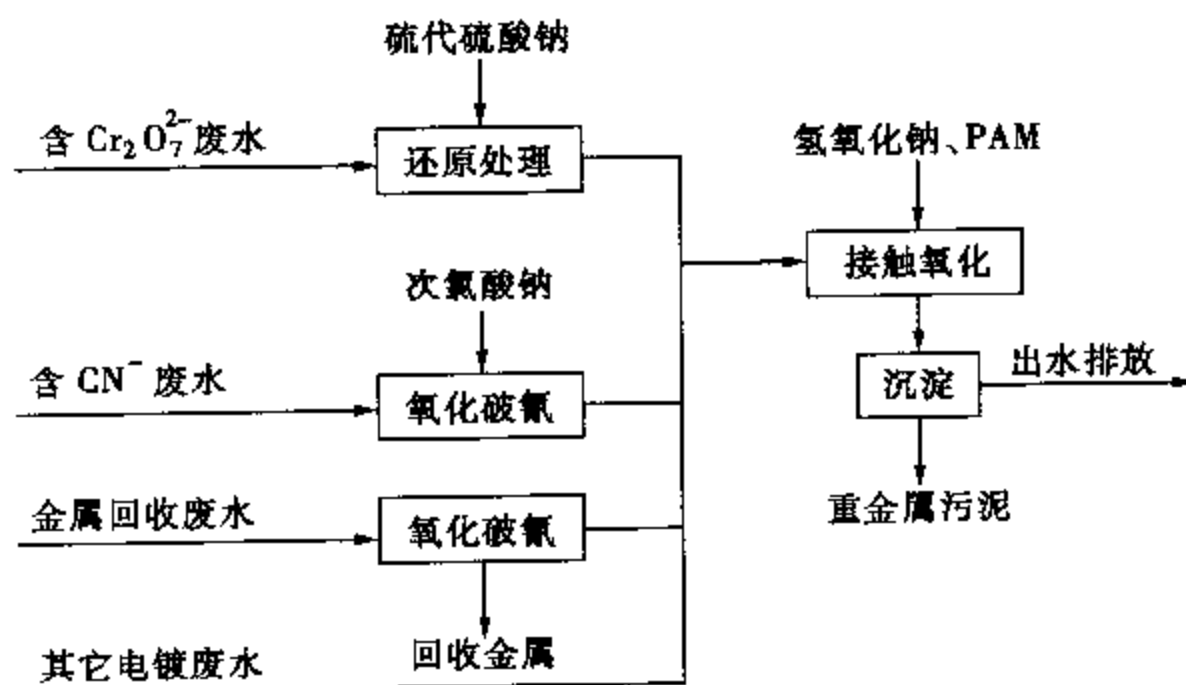 硫代硫酸钠
含 Cr₂O₇²⁻ 废水
还原处理
氢氧化钠、PAM
接触氧化
次氯酸钠
含 CN⁻ 废水
氧化破氰
沉淀
出水排放
重金属污泥
金属回收废水
氧化破氰
其它电镀废水
回收金属